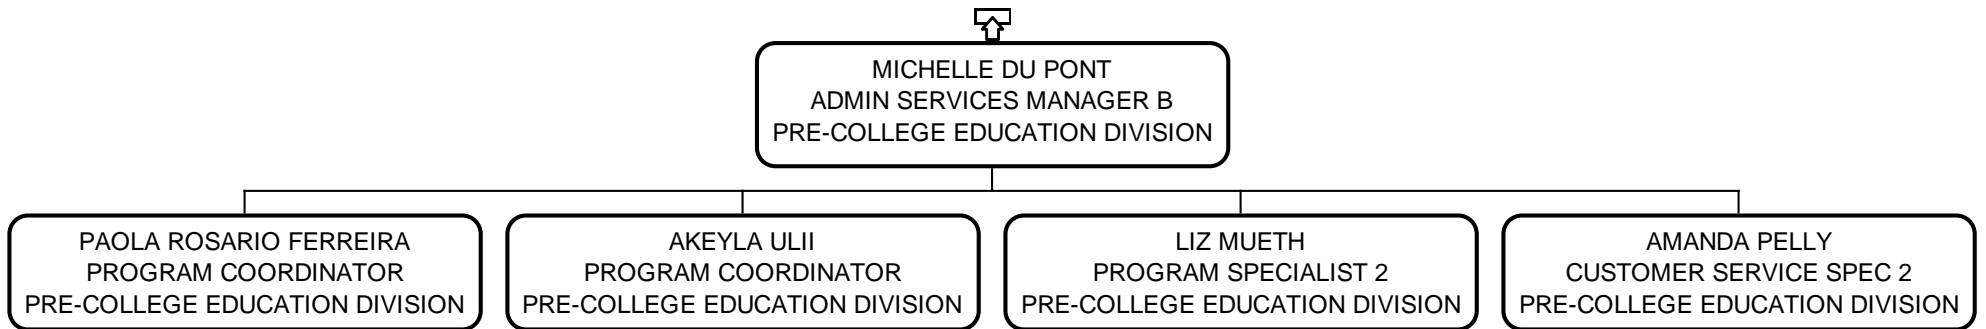 MICHELLE DU PONT
ADMIN SERVICES MANAGER B
PRE-COLLEGE EDUCATION DIVISION
PAOLA ROSARIO FERREIRA
PROGRAM COORDINATOR
PRE-COLLEGE EDUCATION DIVISION
AKEYLA ULII
PROGRAM COORDINATOR
PRE-COLLEGE EDUCATION DIVISION
LIZ MUETH
PROGRAM SPECIALIST 2
PRE-COLLEGE EDUCATION DIVISION
AMANDA PELLY
CUSTOMER SERVICE SPEC 2
PRE-COLLEGE EDUCATION DIVISION